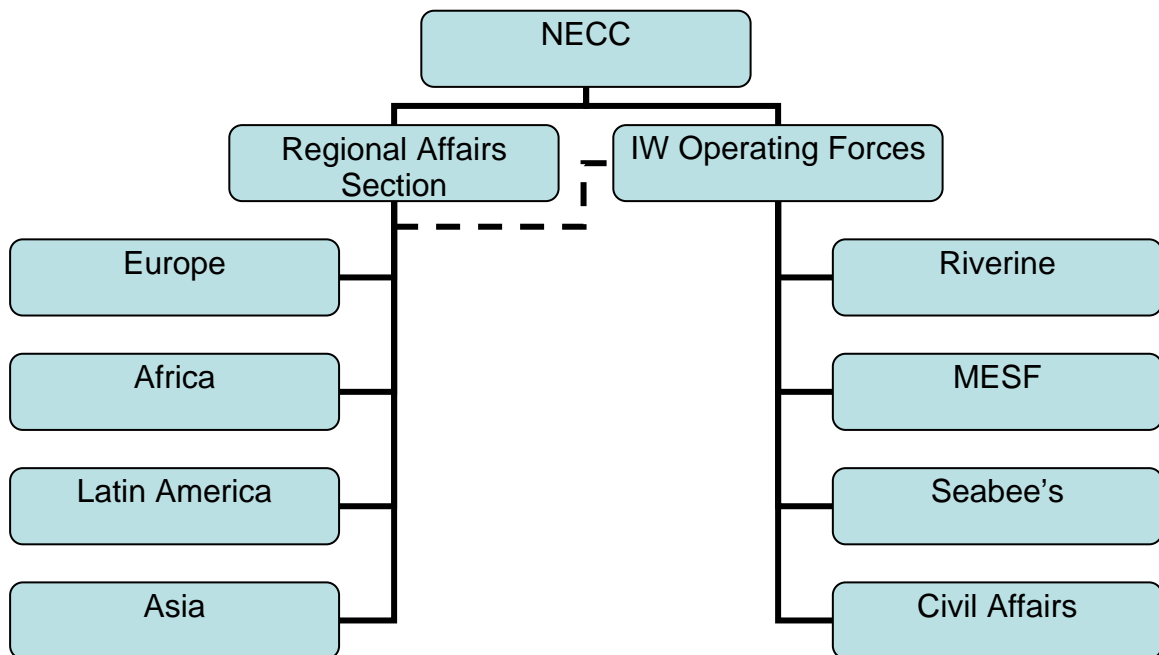 NECC
Regional Affairs
Section
IW Operating Forces
Europe
Africa
Latin America
Asia
Riverine
MESF
Seabee’s
Civil Affairs